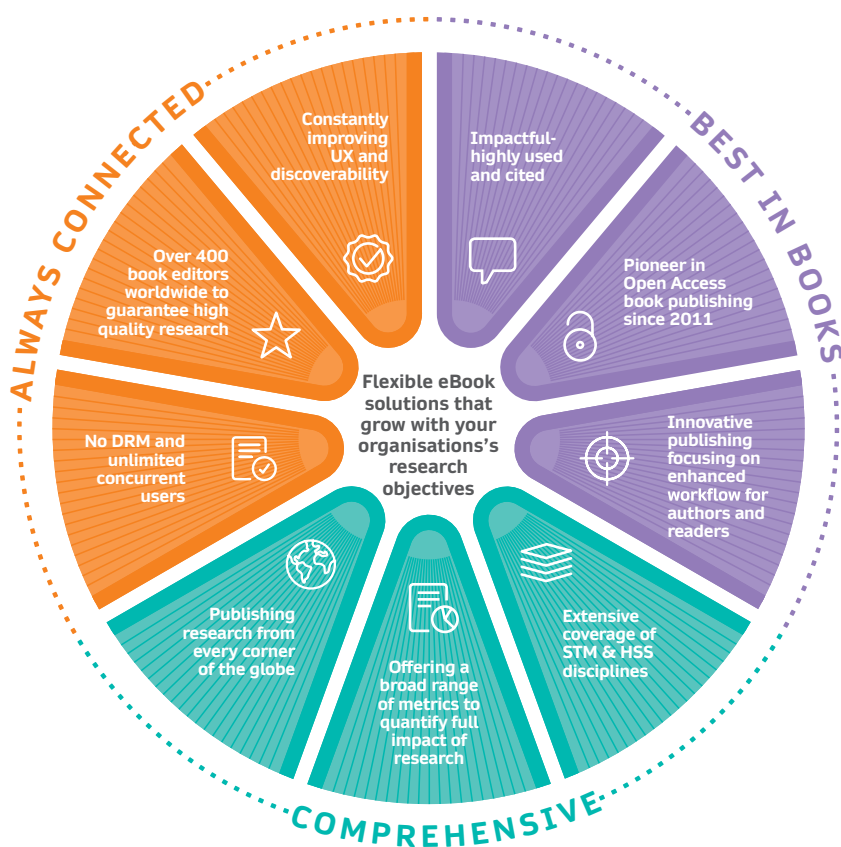 ALWAYS CONNECTED
BEST IN BOOKS
Constantly
improving
UX and
discoverability
Impactful-
highly used
and cited
Over 400
book editors
worldwide to
guarantee high
quality research
Pioneer in
Open Access
book publishing
since 2011
Flexible eBook
solutions that
grow with your
organisations's
research
objectives
No DRM and
unlimited
concurrent
users
Innovative
publishing
focusing on
enhanced
workflow for
authors and
readers
Publishing
research from
every corner
of the globe
Offering a
broad range
of metrics to
quantify full
impact of
research
Extensive
coverage of
STM & HSS
disciplines
COMPREHENSIVE